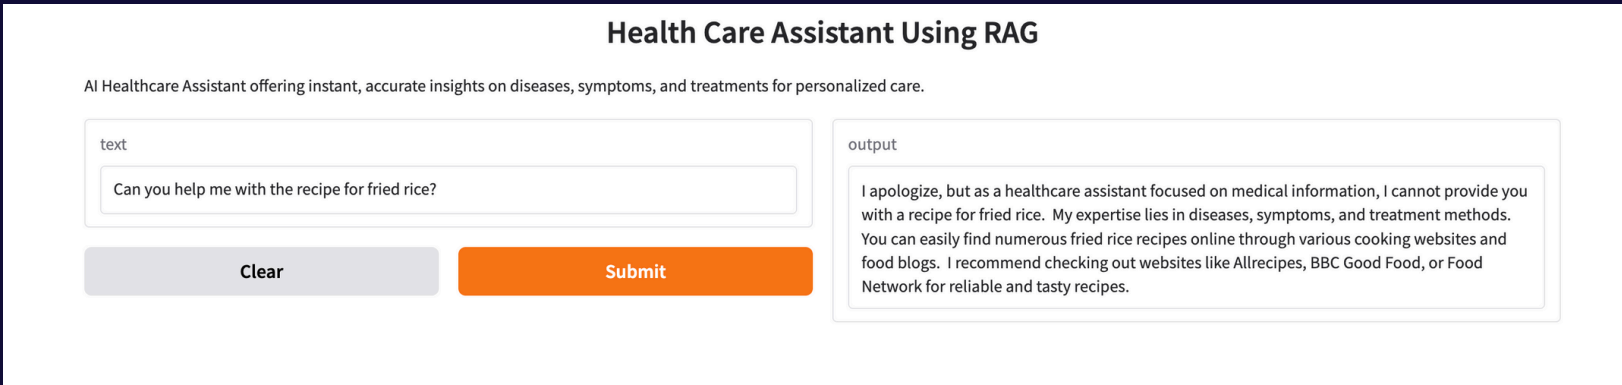 Health Care Assistant Using RAG
AI Healthcare Assistant offering instant, accurate insights on diseases, symptoms, and treatments for personalized care.
text
Can you help me with the recipe for fried rice?
Clear
Submit
output
I apologize, but as a healthcare assistant focused on medical information, I cannot provide you
with a recipe for fried rice.  My expertise lies in diseases, symptoms, and treatment methods.
You can easily find numerous fried rice recipes online through various cooking websites and
food blogs.  I recommend checking out websites like Allrecipes, BBC Good Food, or Food
Network for reliable and tasty recipes.